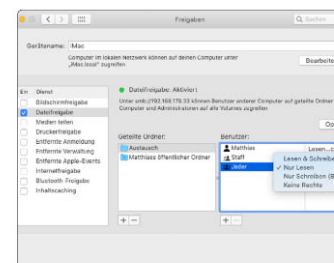 Freigaben
Suchen
Gerätename: iMac
Computer im lokalen Netzwerk können auf deinen Computer unter
„iMac.local“ zugreifen
Bearbeite
Ein Dienst
Bildschirmfreigabe
Dateifreigabe
Medien teilen
Druckerfreigabe
Entfernte Anmeldung
Entfernte Verwaltung
Entfernte Apple-Events
Internetfreigabe
Bluetooth-Freigabe
Inhaltscaching
Dateifreigabe: Aktiviert
Unter smb://192.168.178.33 können Benutzer anderer Computer auf geteilte Ordner
Computer und Administratoren auf alle Volumes zugreifen
Op
Geteilte Ordner:
Benutzer:
Austausch
Matthias öffentlicher Ordner
Matthias
Staff
Jeder
Lesen & Schreibe
✓ Nur Lesen
Nur Schreiben (B
Keine Rechte
+ −
+ −